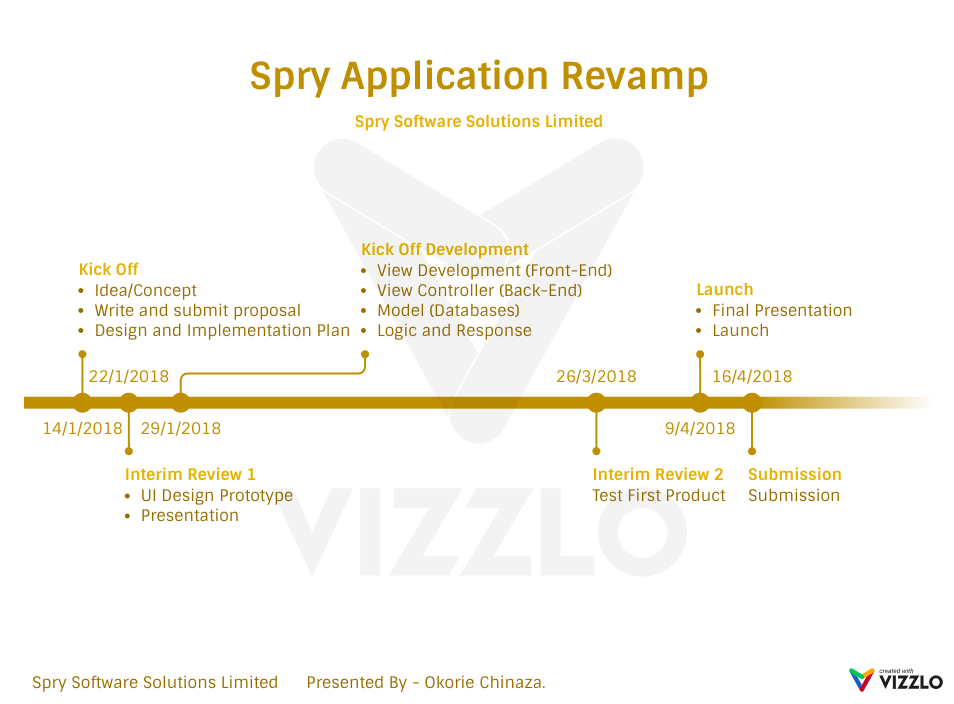 Spry Application Revamp
Spry Software Solutions Limited
Kick Off
• Idea/Concept
• Write and submit proposal
• Design and Implementation Plan
Kick Off Development
• View Development (Front-End)
• View Controller (Back-End)
• Model (Databases)
• Logic and Response
Launch
• Final Presentation
• Launch
22/1/2018
26/3/2018
16/4/2018
14/1/2018
29/1/2018
9/4/2018
Interim Review 1
• UI Design Prototype
• Presentation
Interim Review 2
Test First Product
Submission
Submission
VIZZLO
Spry Software Solutions Limited
Presented By - Okorie Chinaza.
created with
VIZZLO